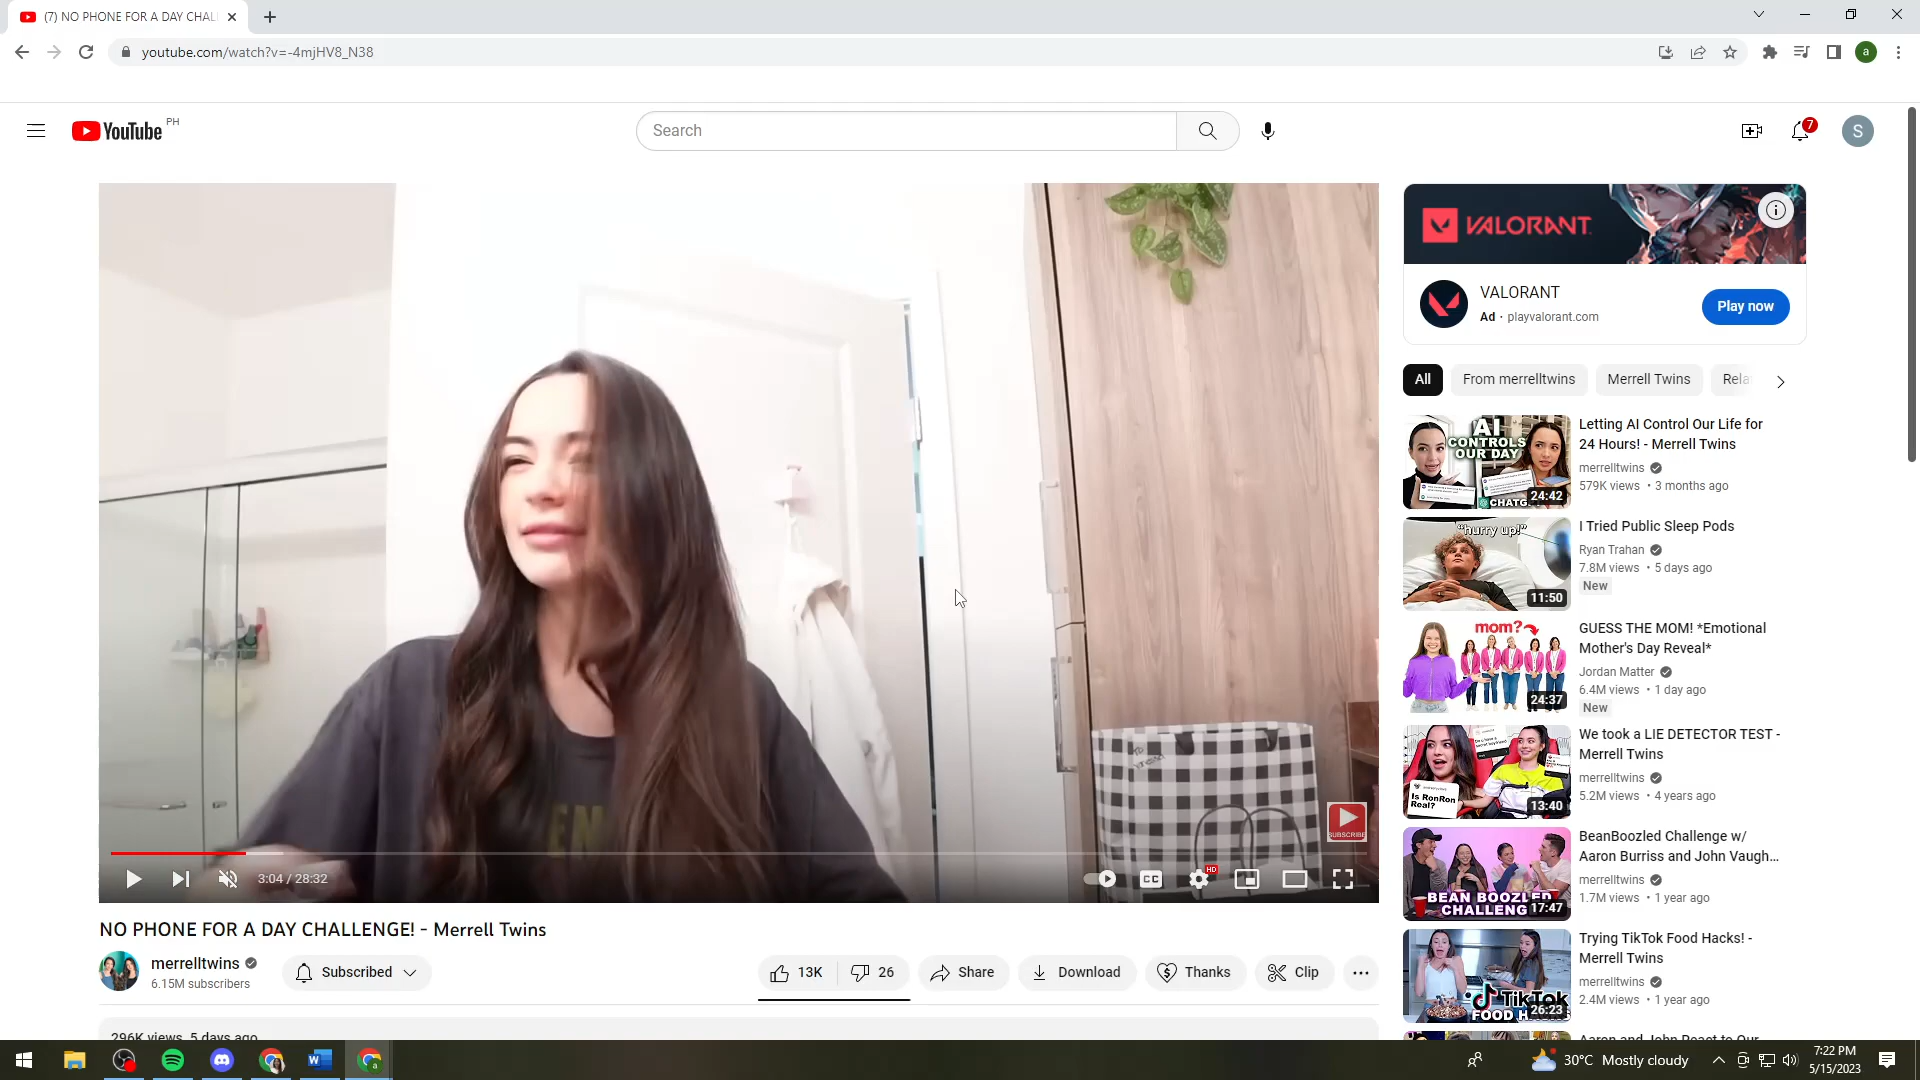 (7) NO PHONE FOR A DAY CHAL
youtube.com/watch?v=-4mjHV8_N38
a
YouTube PH
Search
7
S
VALORANT
VALORANT
Ad · playvalorant.com
Play now
All
From merrelltwins
Merrell Twins
Rela
AI CONTROLS OUR DAY
24:42
Letting AI Control Our Life for
24 Hours! - Merrell Twins
merrelltwins
579K views • 3 months ago
"hurry up!"
11:50
I Tried Public Sleep Pods
Ryan Trahan
7.8M views • 5 days ago
New
mom?
24:37
GUESS THE MOM! *Emotional
Mother's Day Reveal*
Jordan Matter
6.4M views • 1 day ago
New
Is RonRon
Real?
13:40
We took a LIE DETECTOR TEST -
Merrell Twins
merrelltwins
5.2M views • 4 years ago
BEAN BOOZLED
CHALLENG
17:47
BeanBoozled Challenge w/
Aaron Burriss and John Vaugh...
merrelltwins
1.7M views • 1 year ago
TikTok
FOOD H
26:23
Trying TikTok Food Hacks! -
Merrell Twins
merrelltwins
2.4M views • 1 year ago
Aaron and John React to Our
SUBSCRIBE
3:04 / 28:32
CC
HD
NO PHONE FOR A DAY CHALLENGE! - Merrell Twins
merrelltwins
6.15M subscribers
Subscribed
13K
26
Share
Download
Thanks
Clip
296K views 5 days ago
30°C Mostly cloudy
7:22 PM
5/15/2023